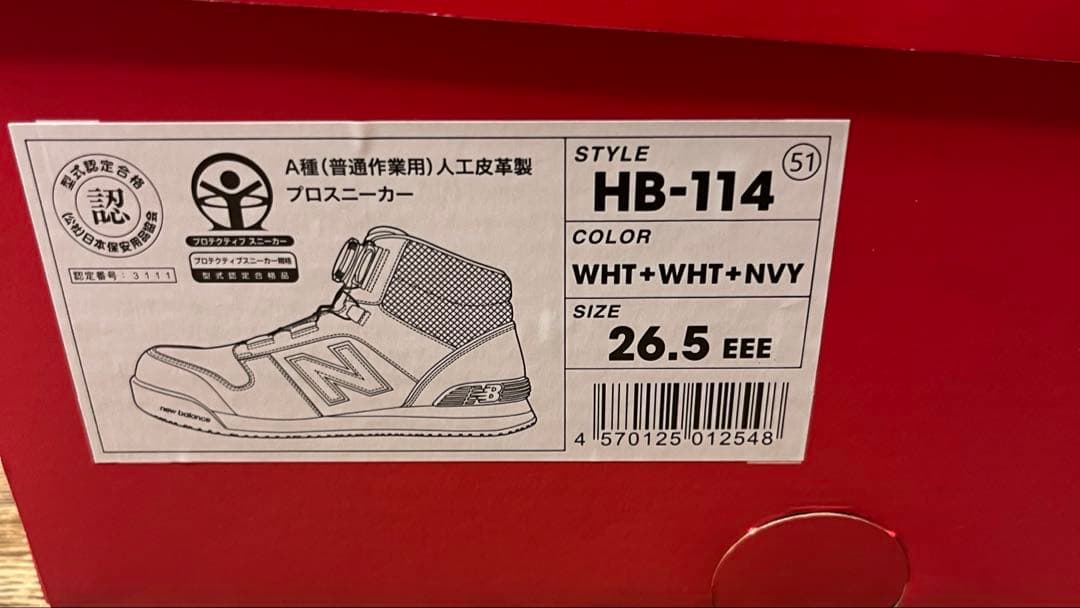 型式認定合格
認
(公社)日本保安用品協会
認定番号：3111
プロテクティブ スニーカー
プロテクティブスニーカー規格
型式認定合格品
A種(普通作業用)人工皮革製
プロスニーカー
N
new balance
NB
STYLE
51
HB-114
COLOR
WHT+WHT+NVY
SIZE
26.5 EEE
4 570125 012548